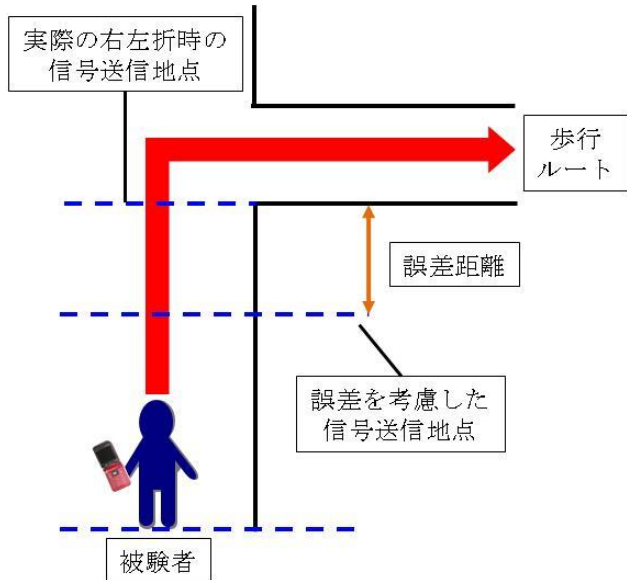 実際の右左折時の
信号送信地点
歩行
ルート
誤差距離
誤差を考慮した
信号送信地点
被験者